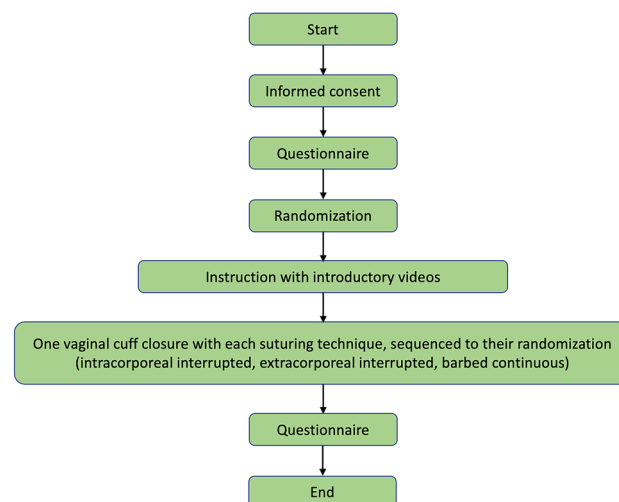 Start
Informed consent
Questionnaire
Randomization
Instruction with introductory videos
One vaginal cuff closure with each suturing technique, sequenced to their randomization
(intracorporeal interrupted, extracorporeal interrupted, barbed continuous)
Questionnaire
End